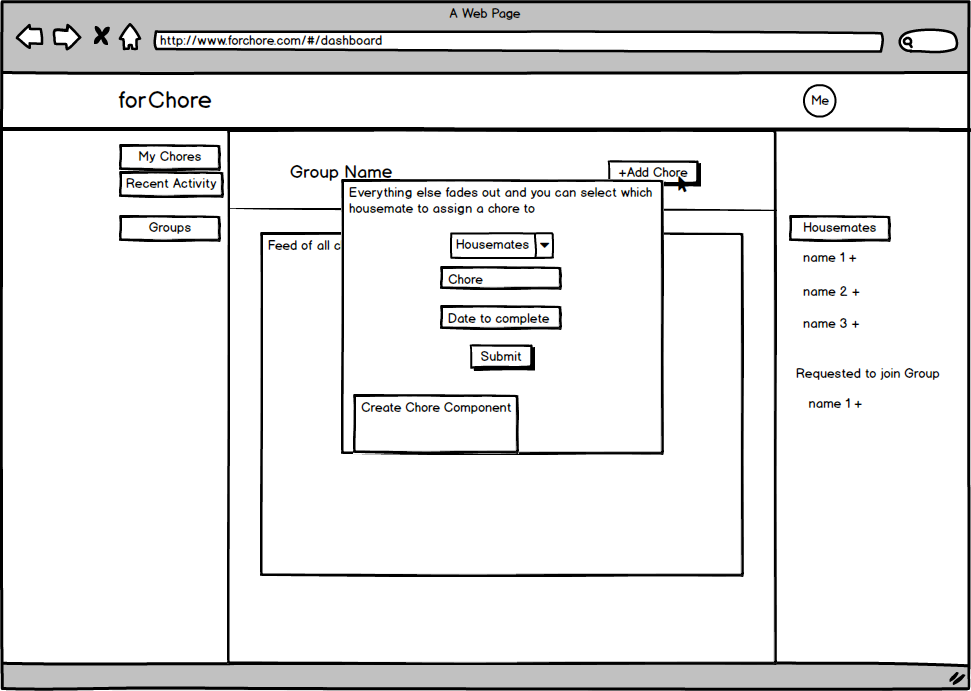 A Web Page
http://www.forchore.com/#/dashboard
forChore
Me
My Chores
Recent Activity
Groups
Group Name
+Add Chore
Feed of all c
Everything else fades out and you can select which
housemate to assign a chore to
Housemates
Chore
Date to complete
Submit
Create Chore Component
Housemates
name 1 +
name 2 +
name 3 +
Requested to join Group
name 1 +